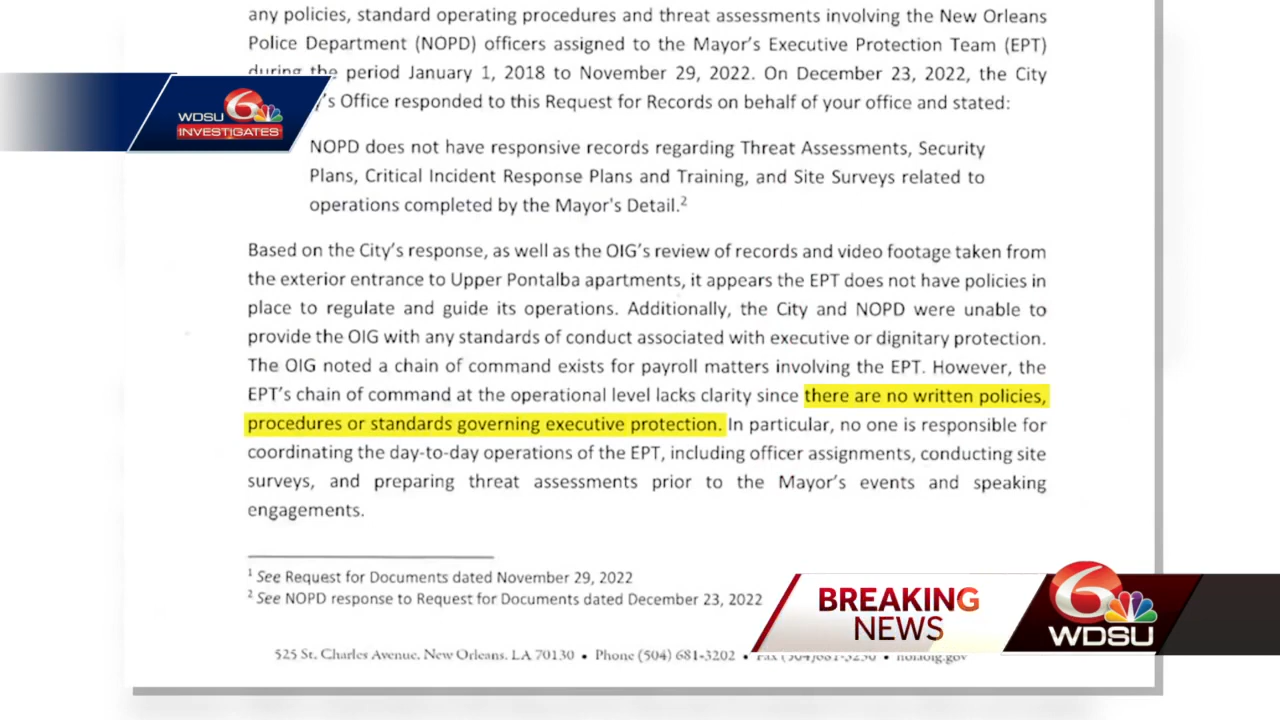 any policies, standard operating procedures and threat assessments involving the New Orleans
Police Department (NOPD) officers assigned to the Mayor's Executive Protection Team (EPT)
during the period January 1, 2018 to November 29, 2022. On December 23, 2022, the City
's Office responded to this Request for Records on behalf of your office and stated:
WDSU 6
INVESTIGATES
NOPD does not have responsive records regarding Threat Assessments, Security
Plans, Critical Incident Response Plans and Training, and Site Surveys related to
operations completed by the Mayor's Detail.2
Based on the City's response, as well as the OIG's review of records and video footage taken from
the exterior entrance to Upper Pontalba apartments, it appears the EPT does not have policies in
place to regulate and guide its operations. Additionally, the City and NOPD were unable to
provide the OIG with any standards of conduct associated with executive or dignitary protection.
The OIG noted a chain of command exists for payroll matters involving the EPT. However, the
EPT's chain of command at the operational level lacks clarity since there are no written policies,
procedures or standards governing executive protection. In particular, no one is responsible for
coordinating the day-to-day operations of the EPT, including officer assignments, conducting site
surveys, and preparing threat assessments prior to the Mayor's events and speaking
engagements.
1 See Request for Documents dated November 29, 2022
2 See NOPD response to Request for Documents dated December 23, 2022
525 St. Charles Avenue, New Orleans, LA 70130 • Phone (504) 681-3202 •
BREAKING
NEWS
6
WDSU